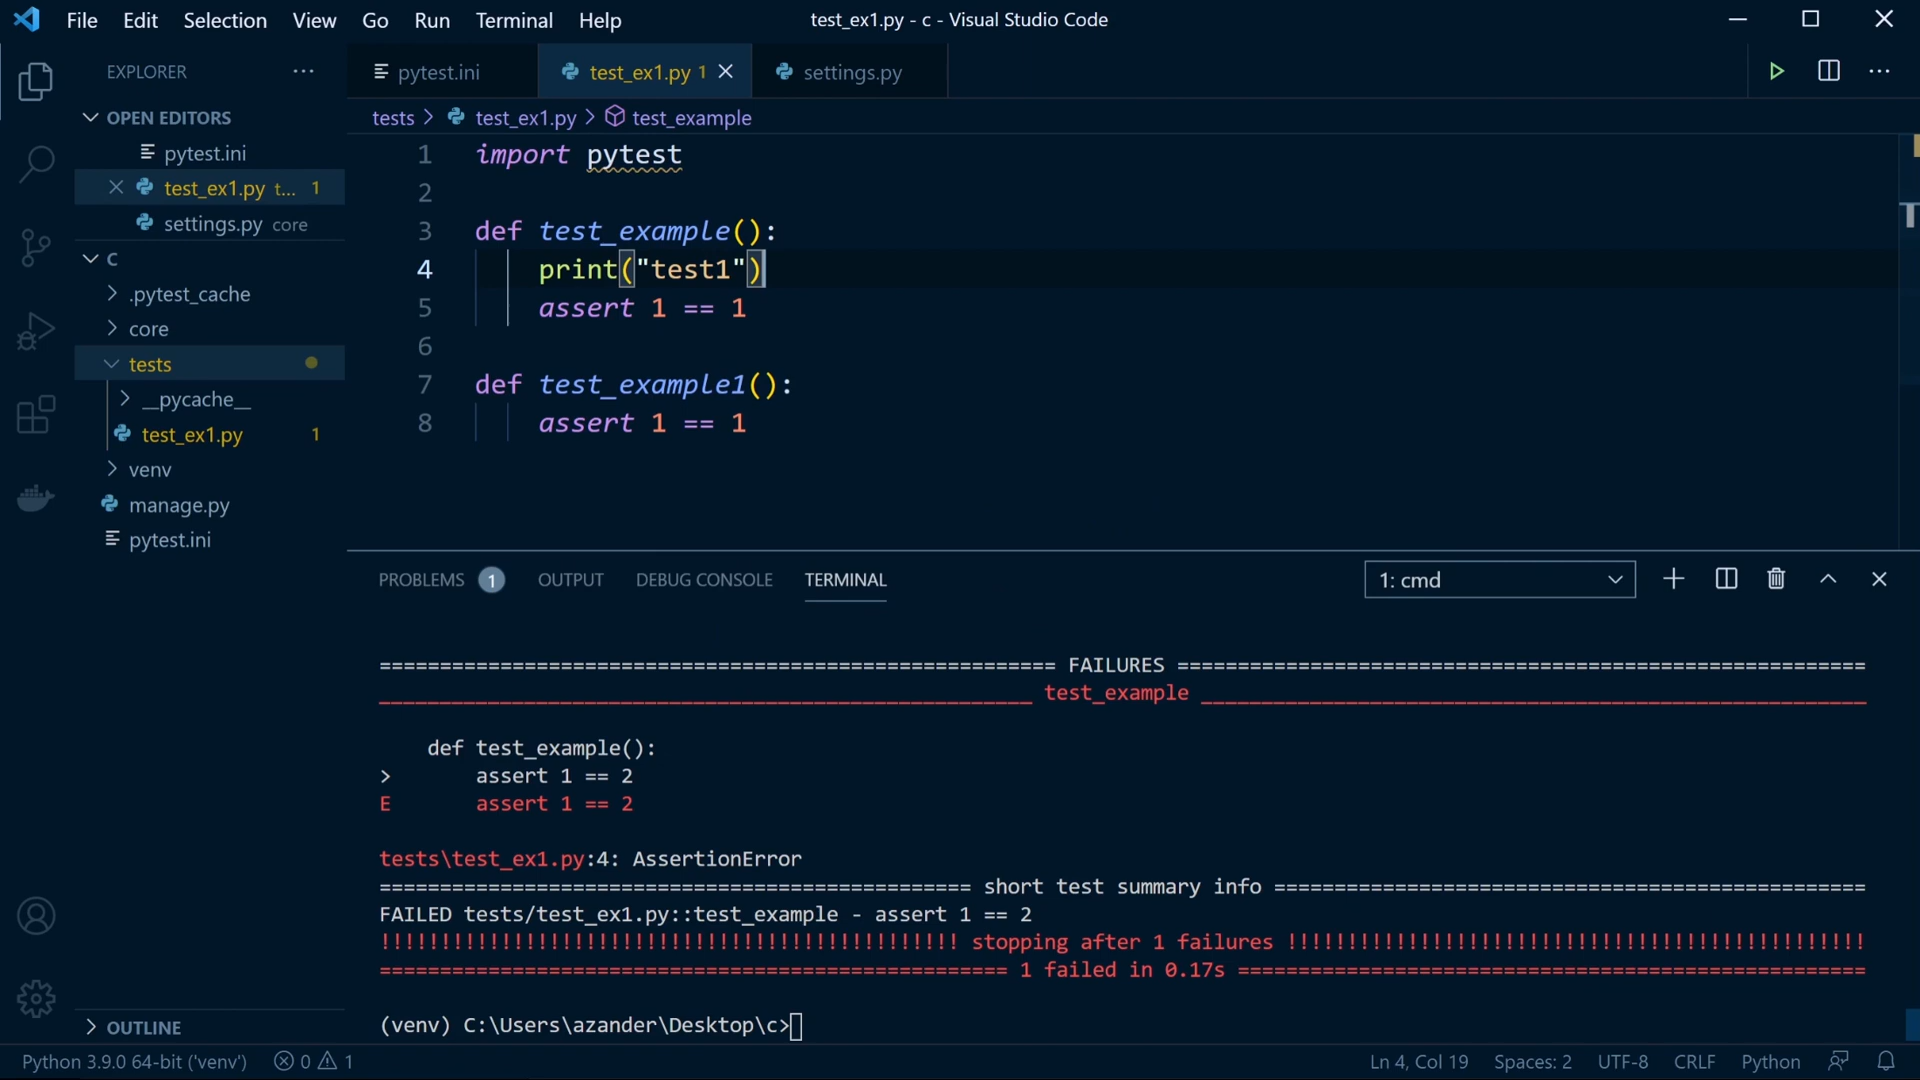 File Edit Selection View Go Run Terminal Help
test_ex1.py - c - Visual Studio Code
EXPLORER
OPEN EDITORS
pytest.ini
test_ex1.py t... 1
settings.py core
C
.pytest_cache
core
tests
__pycache__
test_ex1.py 1
venv
manage.py
pytest.ini
OUTLINE
pytest.ini
test_ex1.py 1
settings.py
tests > test_ex1.py > test_example
1 import pytest
2
3 def test_example():
4 print("test1")
5 assert 1 == 1
6
7 def test_example1():
8 assert 1 == 1
PROBLEMS 1 OUTPUT DEBUG CONSOLE TERMINAL
1: cmd
======================================================== FAILURES =========================================================
______________________________________________________ test_example _______________________________________________________
def test_example():
> assert 1 == 2
E assert 1 == 2
tests\test_ex1.py:4: AssertionError
================================================= short test summary info =================================================
FAILED tests/test_ex1.py::test_example - assert 1 == 2
!!!!!!!!!!!!!!!!!!!!!!!!!!!!!!!!!!!!!!!!!!!!!!!! stopping after 1 failures !!!!!!!!!!!!!!!!!!!!!!!!!!!!!!!!!!!!!!!!!!!!!!!!
==================================================== 1 failed in 0.17s ====================================================
(venv) C:\Users\azander\Desktop\c>
Python 3.9.0 64-bit ('venv') 0 1
Ln 4, Col 19 Spaces: 2 UTF-8 CRLF Python